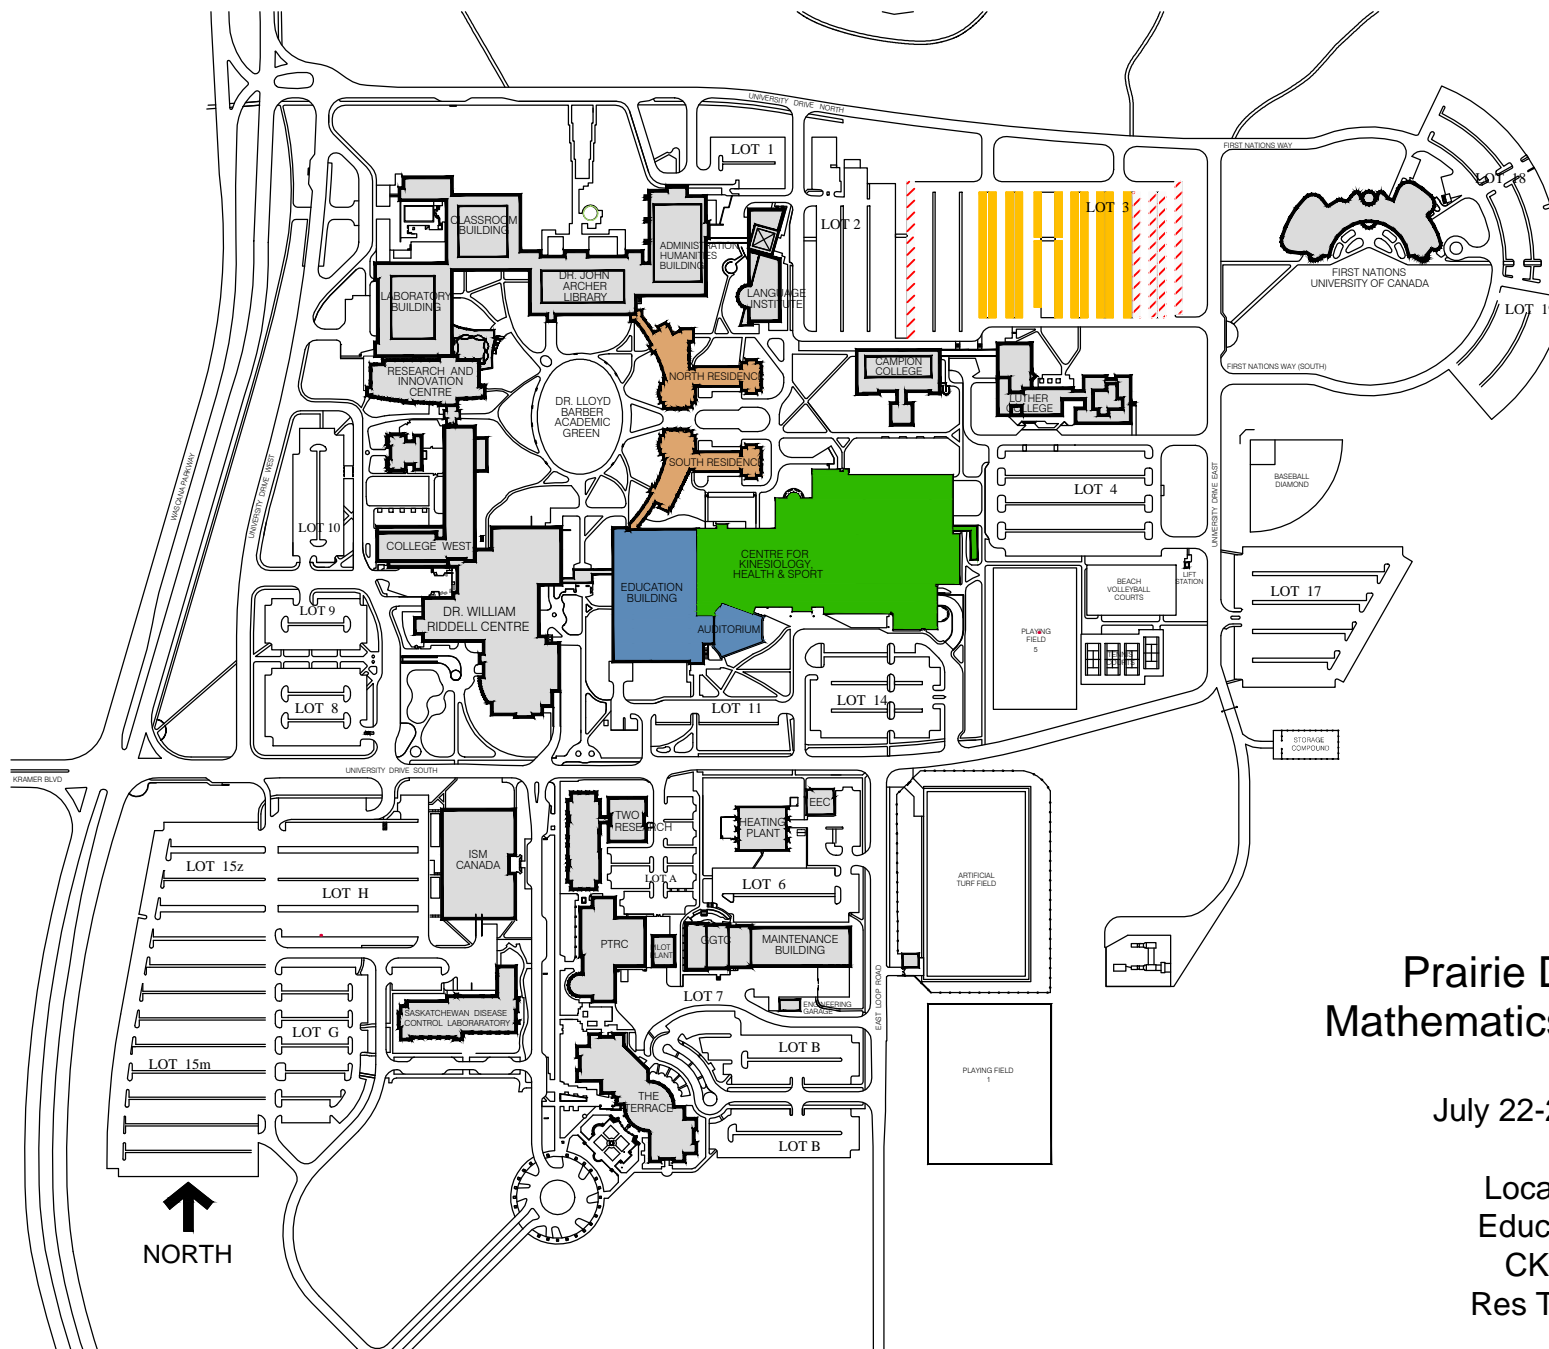 UNIVERSITY DRIVE NORTH
LOT 1
FIRST NATIONS WAY
LOT 18
CLASSROOM
BUILDING
LOT 2
LOT 3
ADMINISTRATION
HUMANITIES
BUILDING
DR. JOHN
ARCHER
LIBRARY
FIRST NATIONS
UNIVERSITY OF CANADA
LABORATORY
BUILDING
LANGUAGE
INSTITUTE
LOT 19
RESEARCH AND
INNOVATION
CENTRE
NORTH RESIDENCE
CAMPION
COLLEGE
FIRST NATIONS WAY (SOUTH)
LUTHER
COLLEGE
DR. LLOYD
BARBER
ACADEMIC
GREEN
SOUTH RESIDENCE
WASCANA PARKWAY
UNIVERSITY DRIVE WEST
LOT 4
UNIVERSITY DRIVE EAST
BASEBALL
DIAMOND
LOT 10
COLLEGE WEST
CENTRE FOR
KINESIOLOGY,
HEALTH & SPORT
EDUCATION
BUILDING
BEACH
VOLLEYBALL
COURTS
LIFT
STATION
LOT 17
LOT 9
DR. WILLIAM
RIDDELL CENTRE
AUDITORIUM
PLAYING
FIELD
5
TENNIS
COURTS
LOT 8
LOT 11
LOT 14
STORAGE
COMPOUND
KRAMER BLVD
UNIVERSITY DRIVE SOUTH
TWO
RESEARCH
HEATING
PLANT
EEC
ISM
CANADA
LOT 15z
LOT H
LOT A
LOT 6
ARTIFICIAL
TURF FIELD
PTRC
PILOT
PLANT
GGTC
MAINTENANCE
BUILDING
LOT 7
ENGINEERING
GARAGE
EAST LOOP ROAD
SASKATCHEWAN DISEASE
CONTROL LABORARATORY
LOT G
LOT 15m
LOT B
THE
TERRACE
LOT B
PLAYING FIELD
1
NORTH
Prairie D
Mathematics
July 22-2
Loca
Educ
CK
Res T